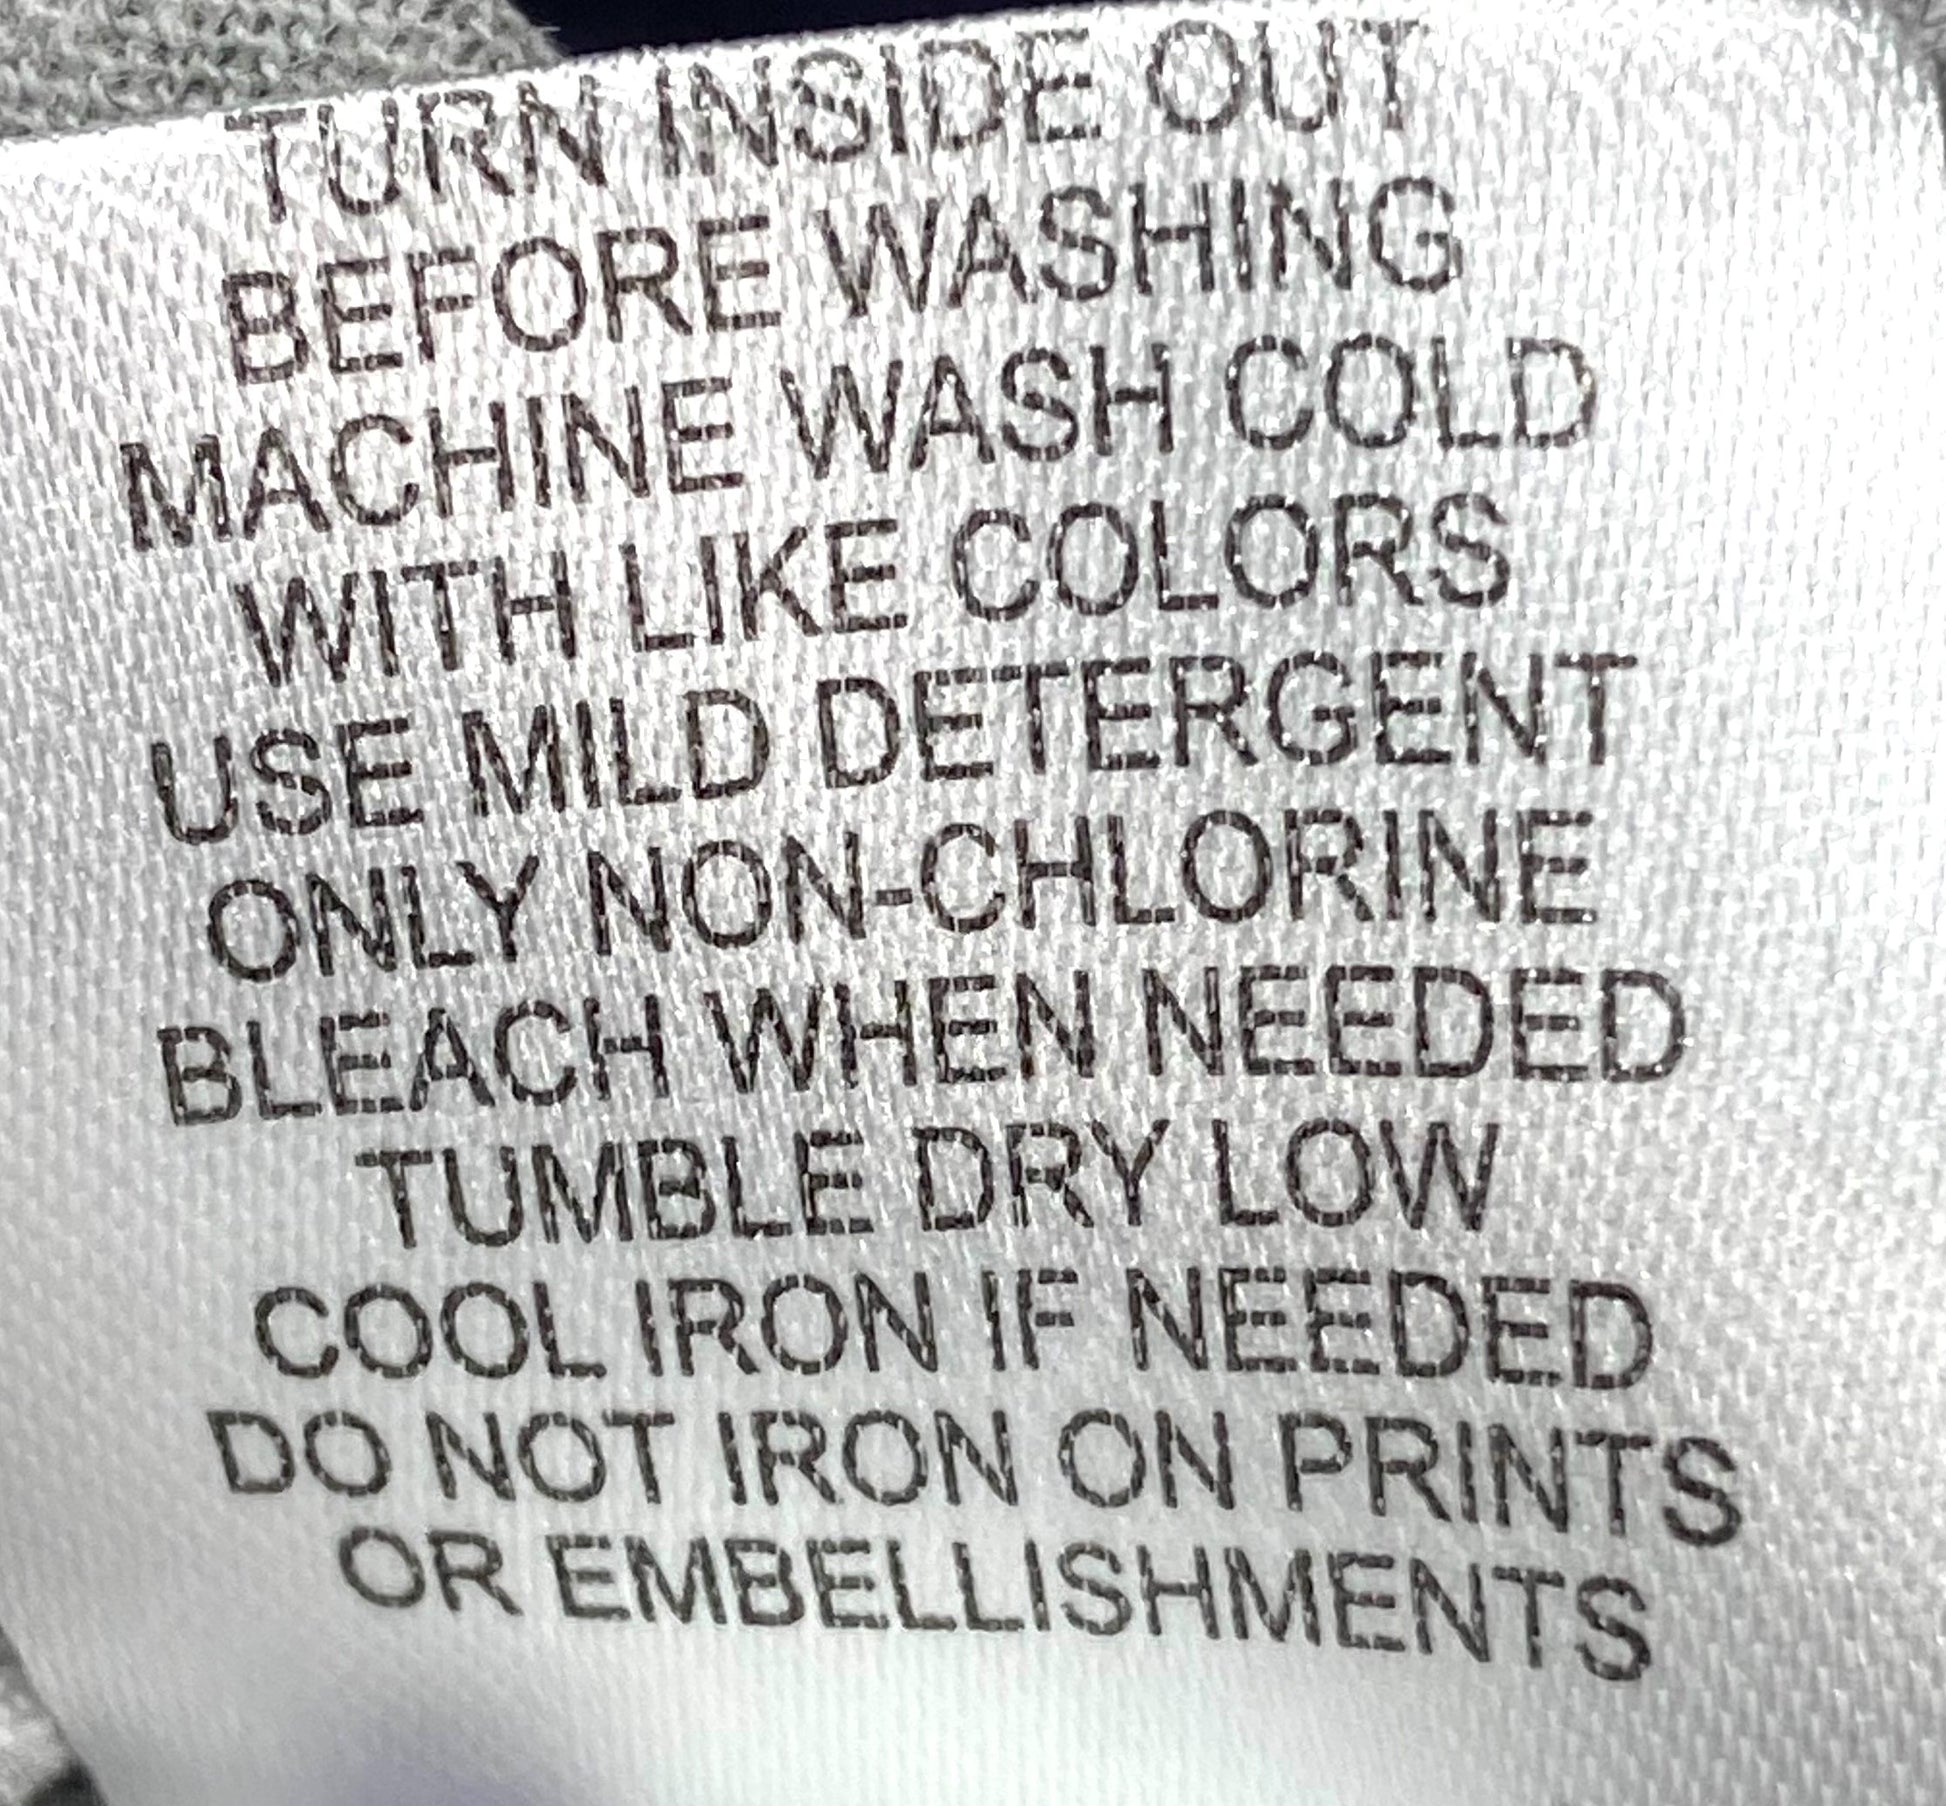 TURN INSIDE OUT
BEFORE WASHING
MACHINE WASH COLD
WITH LIKE COLORS
USE MILD DETERGENT
ONLY NON-CHLORINE
BLEACH WHEN NEEDED
TUMBLE DRY LOW
COOL IRON IF NEEDED
DO NOT IRON ON PRINTS
OR EMBELLISHMENTS